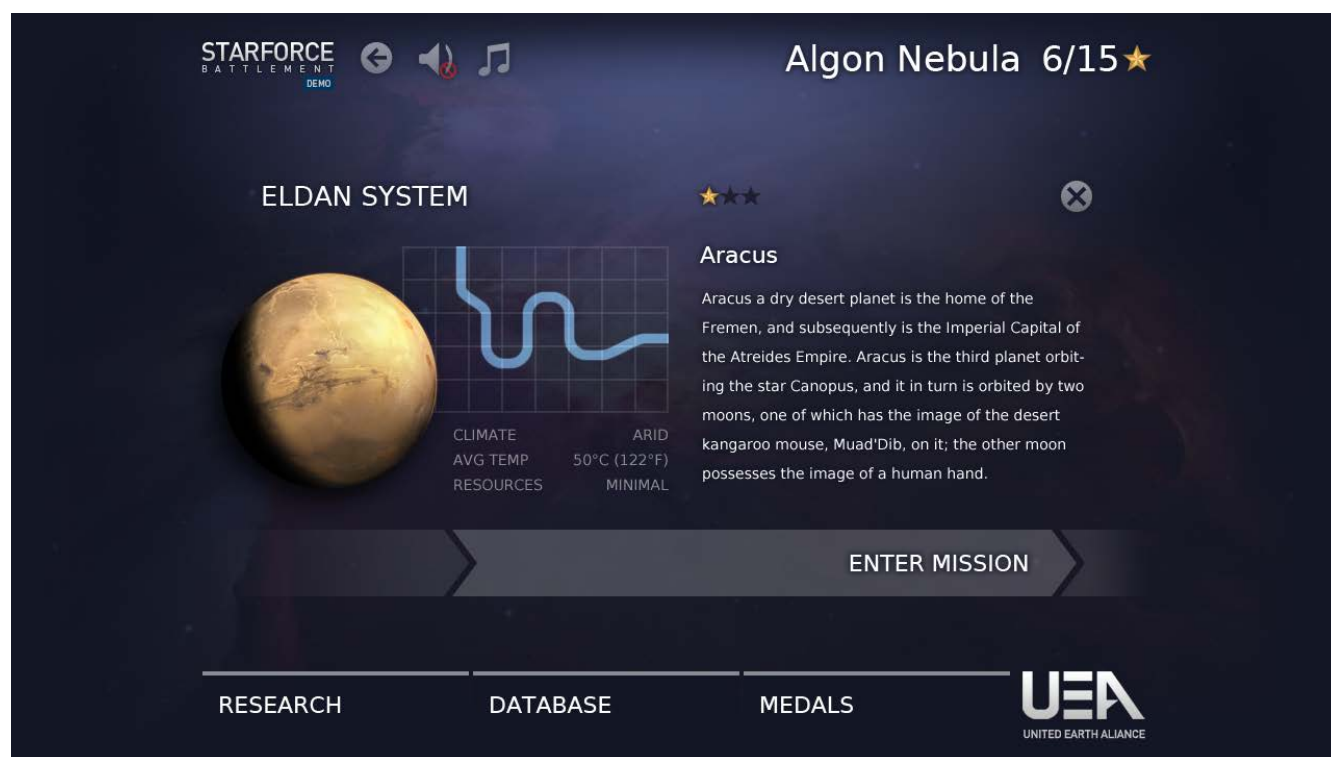 STARFORCE
BATTLEMENT
DEMO
Algon Nebula 6/15
ELDAN SYSTEM
Aracus
Aracus a dry desert planet is the home of the
Fremen, and subsequently is the Imperial Capital of
the Atreides Empire. Aracus is the third planet orbit-
ing the star Canopus, and it in turn is orbited by two
moons, one of which has the image of the desert
kangaroo mouse, Muad'Dib, on it; the other moon
possesses the image of a human hand.
CLIMATE ARID
AVG TEMP 50°C (122°F)
RESOURCES MINIMAL
ENTER MISSION
RESEARCH
DATABASE
MEDALS
UEA
UNITED EARTH ALIANCE